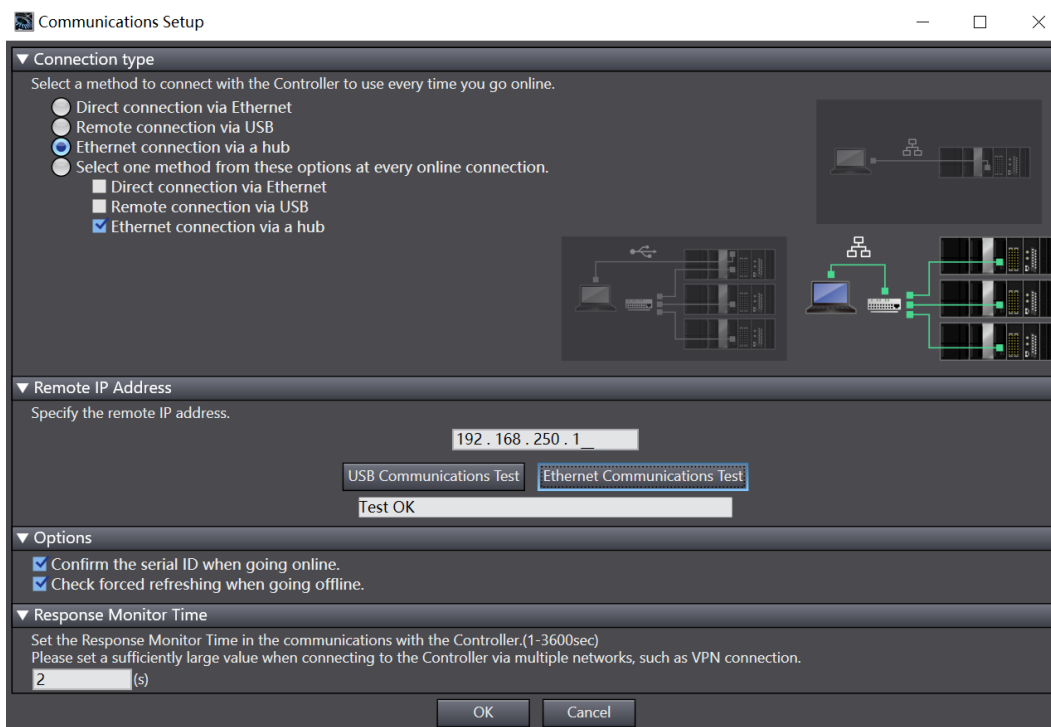 Communications Setup
▼ Connection type
Select a method to connect with the Controller to use every time you go online.
Direct connection via Ethernet
Remote connection via USB
Ethernet connection via a hub
Select one method from these options at every online connection.
Direct connection via Ethernet
Remote connection via USB
Ethernet connection via a hub
▼ Remote IP Address
Specify the remote IP address.
192 . 168 . 250 . 1__
USB Communications Test Ethernet Communications Test
Test OK
▼ Options
Confirm the serial ID when going online.
Check forced refreshing when going offline.
▼ Response Monitor Time
Set the Response Monitor Time in the communications with the Controller.(1-3600sec)
Please set a sufficiently large value when connecting to the Controller via multiple networks, such as VPN connection.
2 (s)
OK Cancel